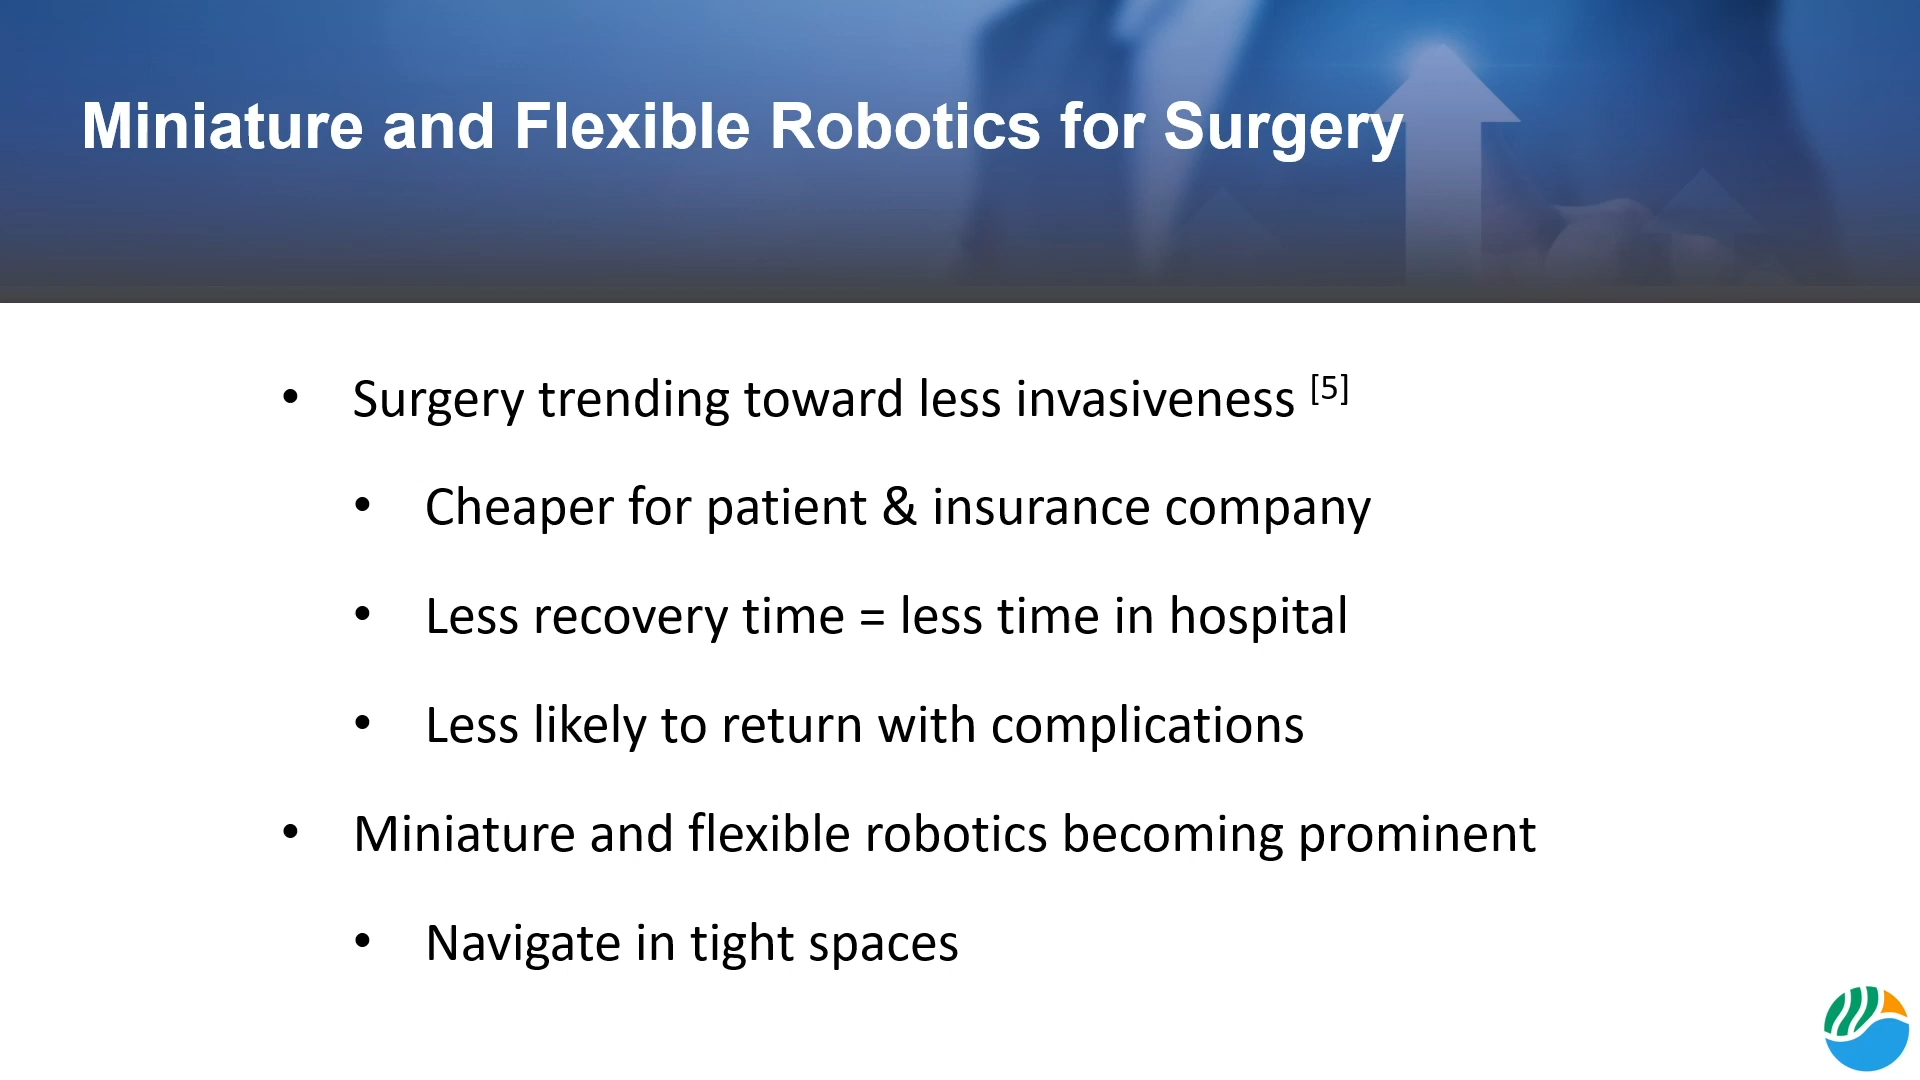 Miniature and Flexible Robotics for Surgery
• Surgery trending toward less invasiveness [5]
• Cheaper for patient & insurance company
• Less recovery time = less time in hospital
• Less likely to return with complications
• Miniature and flexible robotics becoming prominent
• Navigate in tight spaces